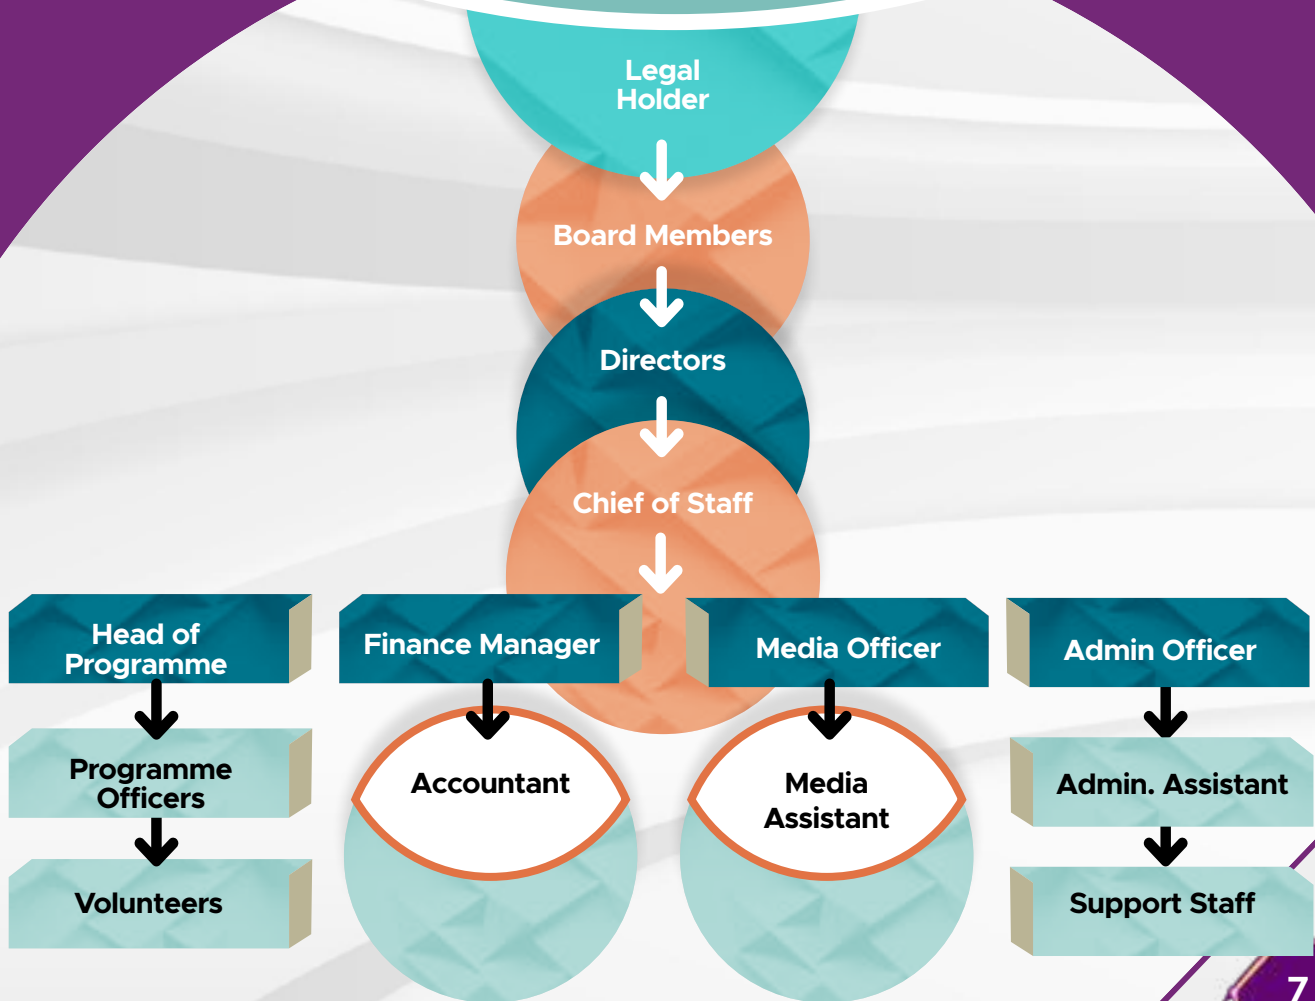 Legal
Holder
Board Members
Directors
Chief of Staff
Head of
Programme
Finance Manager
Media Officer
Admin Officer
Programme
Officers
Accountant
Media
Assistant
Admin. Assistant
Volunteers
Support Staff
7